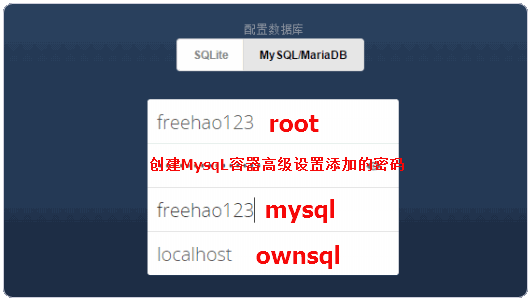 配置数据库
SQLite MySQL/MariaDB
freehao123 root
创建Mysql容器高级设置添加的密码
freehao123 mysql
localhost ownsql